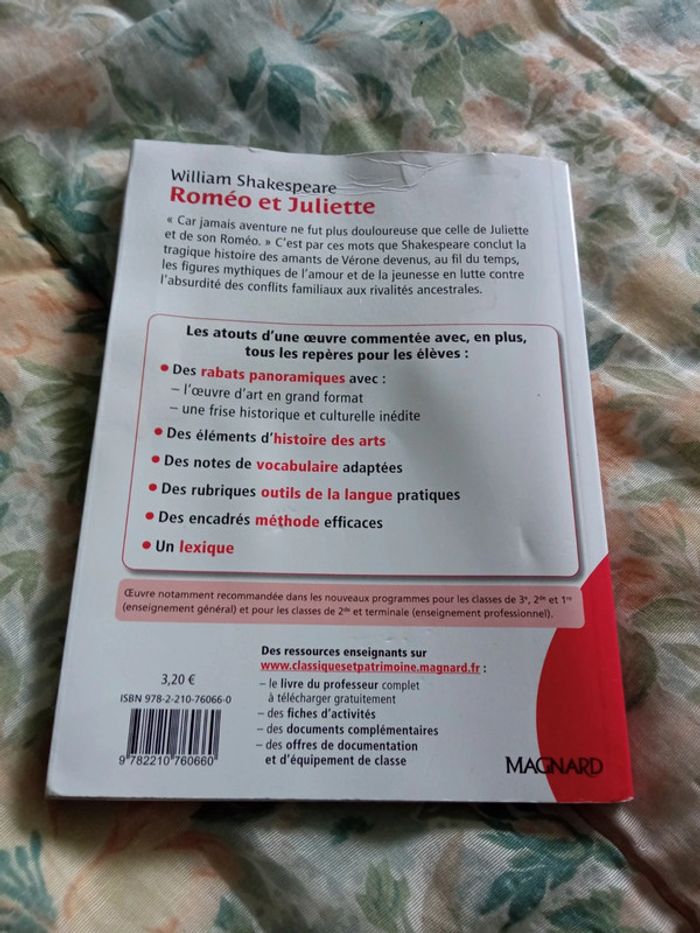 William Shakespeare
Roméo et Juliette
« Car jamais aventure ne fut plus douloureuse que celle de Juliette
et de son Roméo. » C'est par ces mots que Shakespeare conclut la
tragique histoire des amants de Vérone devenus, au fil du temps,
les figures mythiques de l'amour et de la jeunesse en lutte contre
l'absurdité des conflits familiaux aux rivalités ancestrales.
Les atouts d'une œuvre commentée avec, en plus,
tous les repères pour les élèves :
• Des rabats panoramiques avec :
– l'œuvre d'art en grand format
– une frise historique et culturelle inédite
• Des éléments d'histoire des arts
• Des notes de vocabulaire adaptées
• Des rubriques outils de la langue pratiques
• Des encadrés méthode efficaces
• Un lexique
Œuvre notamment recommandée dans les nouveaux programmes pour les classes de 3e, 2de et 1re
(enseignement général) et pour les classes de 2de et terminale (enseignement professionnel).
Des ressources enseignants sur
www.classiquesetpatrimoine.magnard.fr :
– le livre du professeur complet
à télécharger gratuitement
– des fiches d'activités
– des documents complémentaires
– des offres de documentation
et d'équipement de classe
3,20 €
ISBN 978-2-210-76066-0
9 782210 760660
MAGNARD